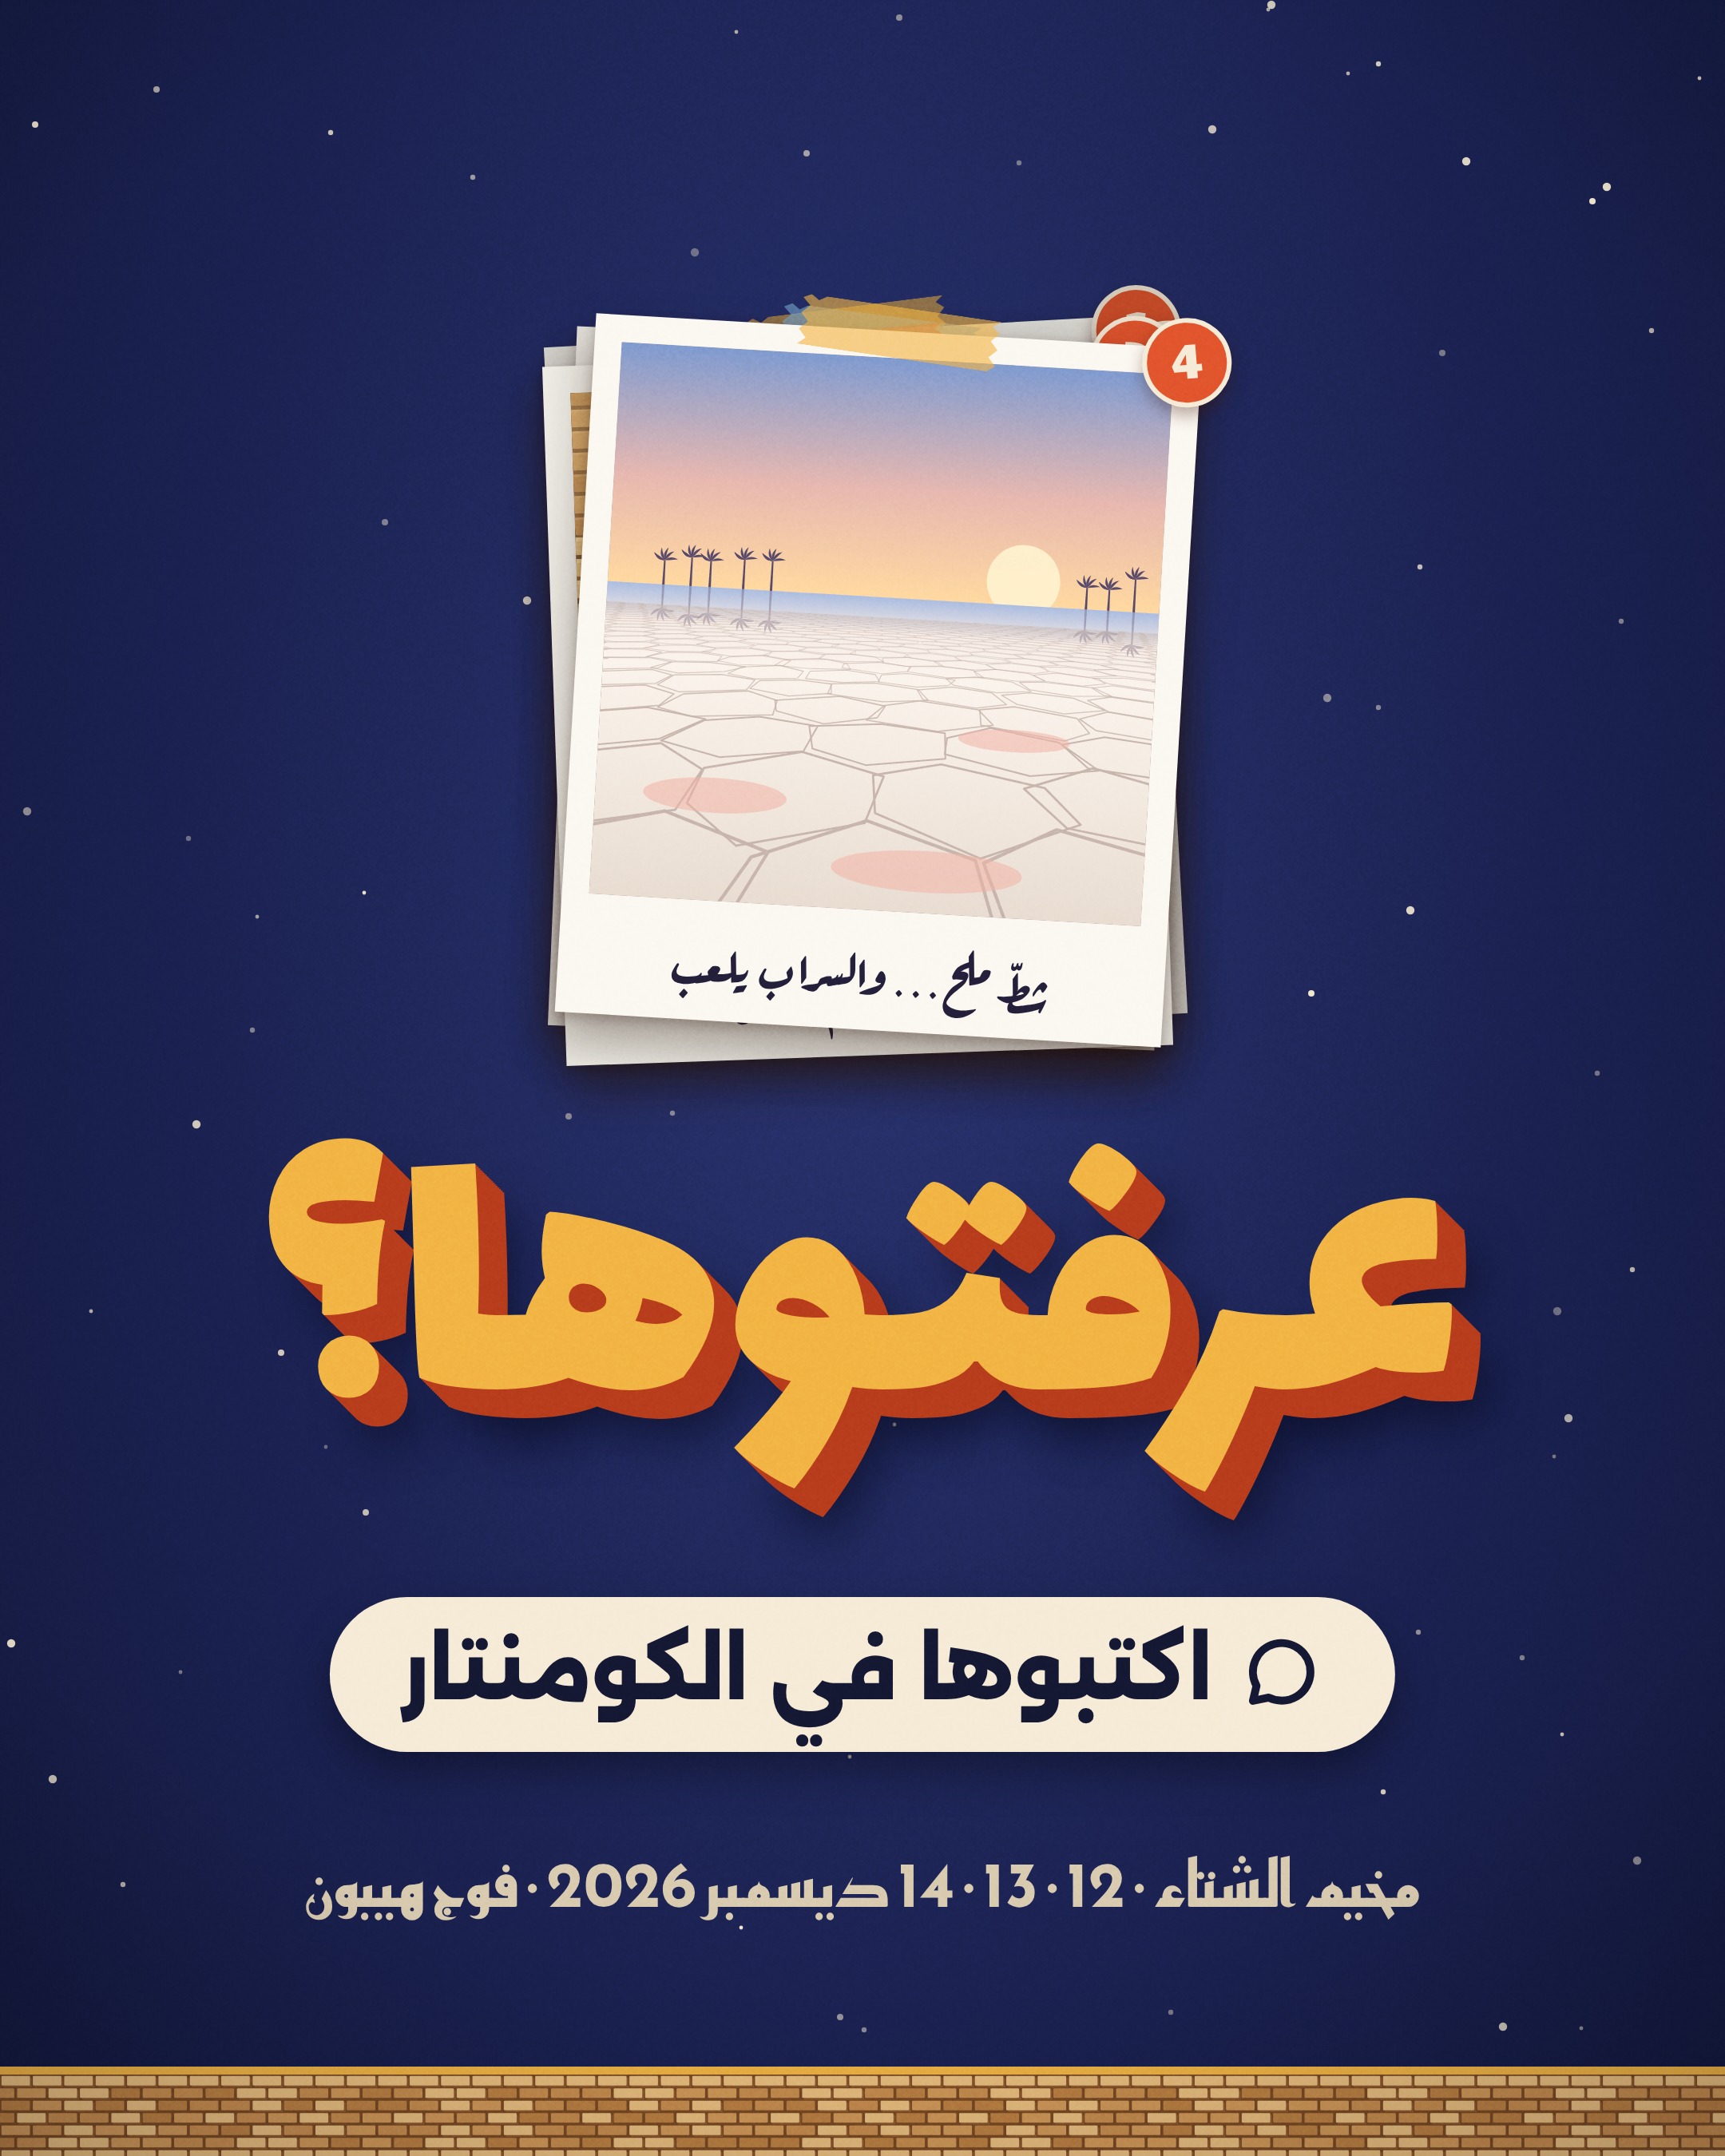 4
شطّ ملح... والسراب يلعب
عرفتوها؟
اكتبوها في الكومنتار
مخيم الشتاء · 12 · 13 · 14 ديسمبر 2026 · فوج هيبون